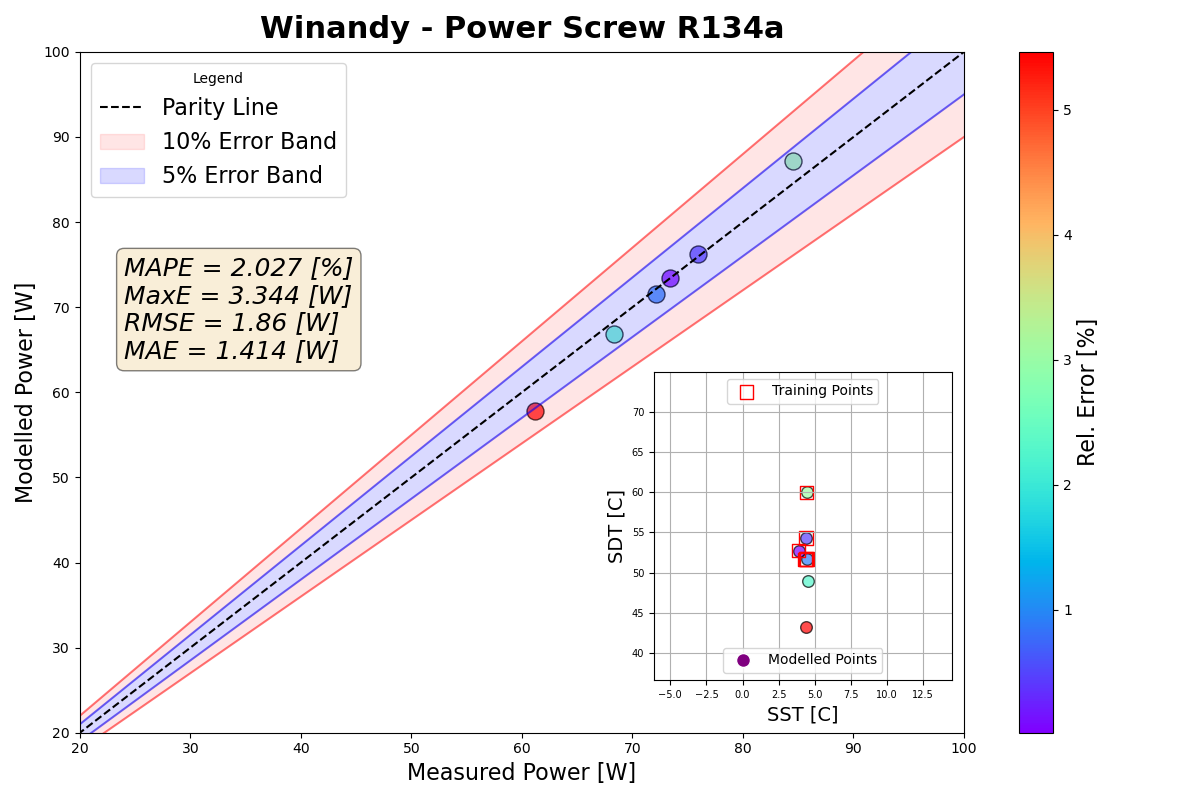 Winandy - Power Screw R134a
Legend
Parity Line
10% Error Band
5% Error Band
MAPE = 2.027 [%]
MaxE = 3.344 [W]
RMSE = 1.86 [W]
MAE = 1.414 [W]
Modelled Power [W]
100
90
80
70
60
50
40
30
20
20 30 40 50 60 70 80 90 100
Measured Power [W]
Training Points
SDT [C]
70
60
55
50
45
40
Modelled Points
−5.0 −2.5 0.0 2.5 5.0 7.5 10.0 12.5
SST [C]
5
4
3
2
1
Rel. Error [%]